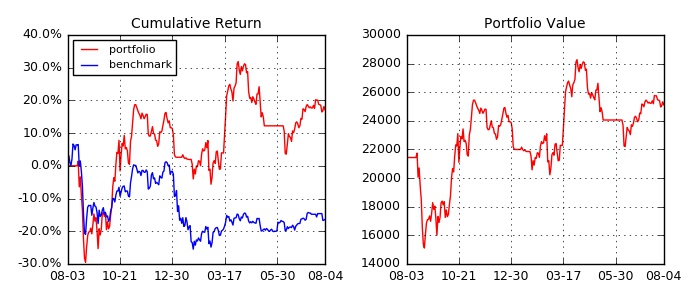 Cumulative Return
40.0%
30.0%
20.0%
10.0%
0.0%
-10.0%
-20.0%
-30.0%
portfolio
benchmark
08-03 10-21 12-30 03-17 05-30 08-04
Portfolio Value
30000
28000
26000
24000
22000
20000
18000
16000
14000
08-03 10-21 12-30 03-17 05-30 08-04